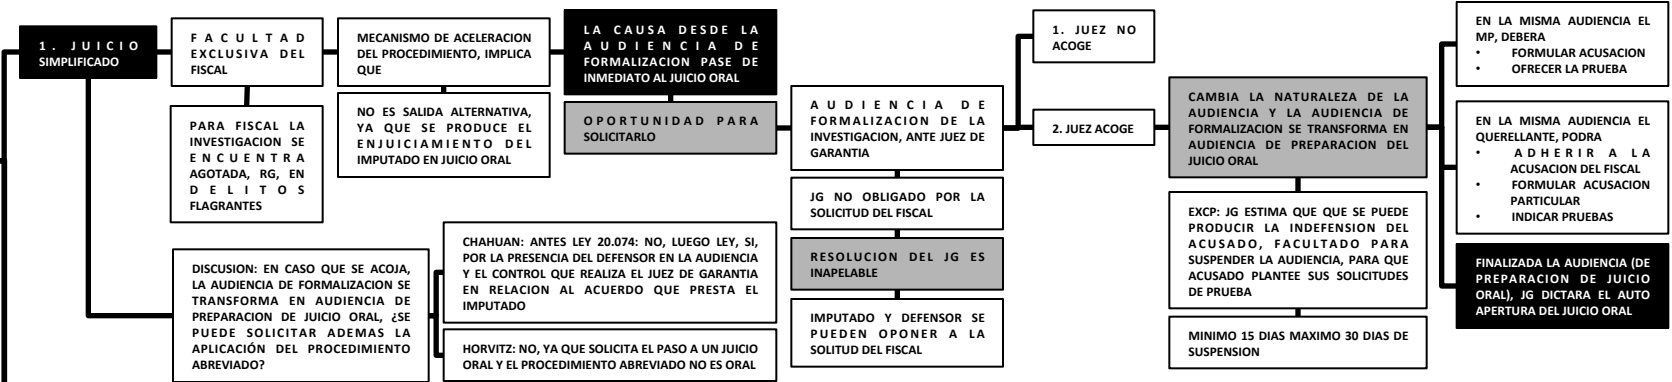 1. JUICIO
SIMPLIFICADO
FACULTAD
EXCLUSIVA DEL
FISCAL
PARA FISCAL LA
INVESTIGACION SE
ENCUENTRA
AGOTADA, RG, EN
DELITOS
FLAGRANTES
MECANISMO DE ACELERACION
DEL PROCEDIMIENTO, IMPLICA
QUE
NO ES SALIDA ALTERNATIVA,
YA QUE SE PRODUCE EL
ENJUICIAMIENTO DEL
IMPUTADO EN JUICIO ORAL
LA CAUSA DESDE LA
AUDIENCIA DE
FORMALIZACION PASE DE
INMEDIATO AL JUICIO ORAL
OPORTUNIDAD PARA
SOLICITARLO
AUDIENCIA DE
FORMALIZACION DE LA
INVESTIGACION, ANTE JUEZ DE
GARANTIA
JG NO OBLIGADO POR LA
SOLICITUD DEL FISCAL
RESOLUCION DEL JG ES
INAPELABLE
IMPUTADO Y DEFENSOR SE
PUEDEN OPONER A LA
SOLITUD DEL FISCAL
1. JUEZ NO
ACOGE
2. JUEZ ACOGE
CAMBIA LA NATURALEZA DE LA
AUDIENCIA Y LA AUDIENCIA DE
FORMALIZACION SE TRANSFORMA EN
AUDIENCIA DE PREPARACION DEL
JUICIO ORAL
EXCP: JG ESTIMA QUE QUE SE PUEDE
PRODUCIR LA INDEFENSION DEL
ACUSADO, FACULTADO PARA
SUSPENDER LA AUDIENCIA, PARA QUE
ACUSADO PLANTEE SUS SOLICITUDES
DE PRUEBA
MINIMO 15 DIAS MAXIMO 30 DIAS DE
SUSPENSION
EN LA MISMA AUDIENCIA EL
MP, DEBERA
• FORMULAR ACUSACION
• OFRECER LA PRUEBA
EN LA MISMA AUDIENCIA EL
QUERELLANTE, PODRA
• ADHERIR A LA
ACUSACION DEL FISCAL
• FORMULAR ACUSACION
PARTICULAR
• INDICAR PRUEBAS
FINALIZADA LA AUDIENCIA (DE
PREPARACION DE JUICIO
ORAL), JG DICTARA EL AUTO
APERTURA DEL JUICIO ORAL
DISCUSION: EN CASO QUE SE ACOJA,
LA AUDIENCIA DE FORMALIZACION SE
TRANSFORMA EN AUDIENCIA DE
PREPARACION DE JUICIO ORAL, ¿SE
PUEDE SOLICITAR ADEMAS LA
APLICACIÓN DEL PROCEDIMIENTO
ABREVIADO?
CHAHUAN: ANTES LEY 20.074: NO, LUEGO LEY, SI,
POR LA PRESENCIA DEL DEFENSOR EN LA AUDIENCIA
Y EL CONTROL QUE REALIZA EL JUEZ DE GARANTIA
EN RELACION AL ACUERDO QUE PRESTA EL
IMPUTADO
HORVITZ: NO, YA QUE SOLICITA EL PASO A UN JUICIO
ORAL Y EL PROCEDIMIENTO ABREVIADO NO ES ORAL